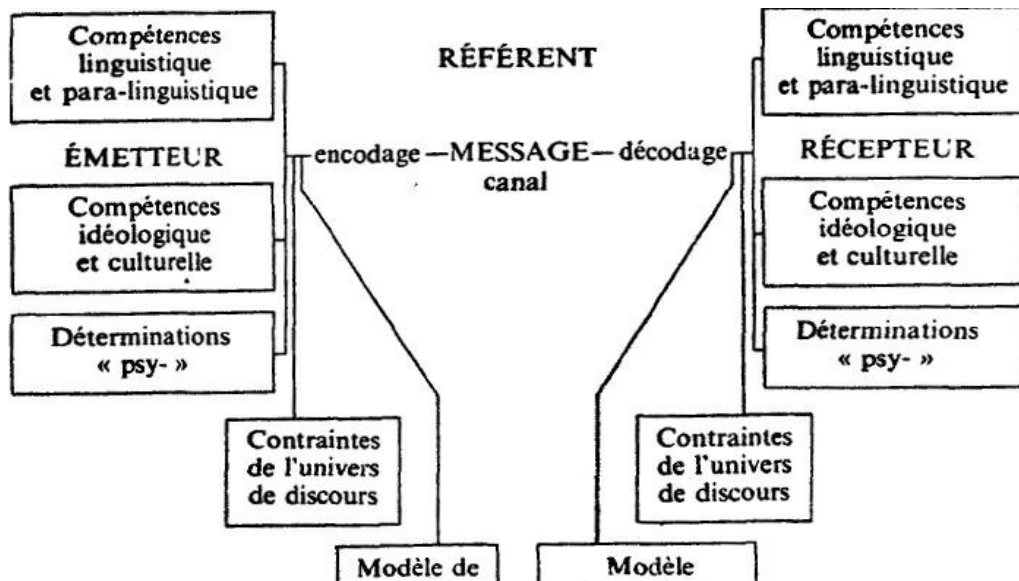 Compétences
linguistique
et para-linguistique
RÉFÉRENT
Compétences
linguistique
et para-linguistique
ÉMETTEUR
encodage — MESSAGE — décodage
canal
RÉCEPTEUR
Compétences
idéologique
et culturelle
Compétences
idéologique
et culturelle
Déterminations
« psy- »
Déterminations
« psy- »
Contraintes
de l'univers
de discours
Contraintes
de l'univers
de discours
Modèle de
Modèle